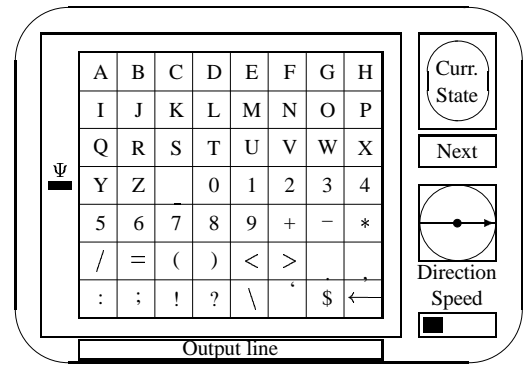 A B C D E F G H
I J K L M N O P
Q R S T U V W X
Y Z _ 0 1 2 3 4
5 6 7 8 9 + − *
/ = ( ) < > . ,
: ; ! ? \ ‘ $ ←
Ψ
Curr.
State
Next
Direction
Speed
Output line